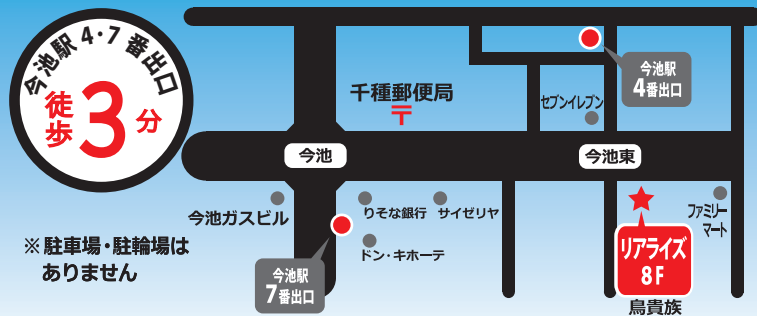 今池駅4・7番出口
徒歩3分
千種郵便局
〒
セブンイレブン
今池駅
4番出口
今池
今池東
今池ガスビル
りそな銀行
サイゼリヤ
ドン・キホーテ
今池駅
7番出口
ファミリー
マート
リアライズ
8F
鳥貴族
※駐車場・駐輪場は
ありません